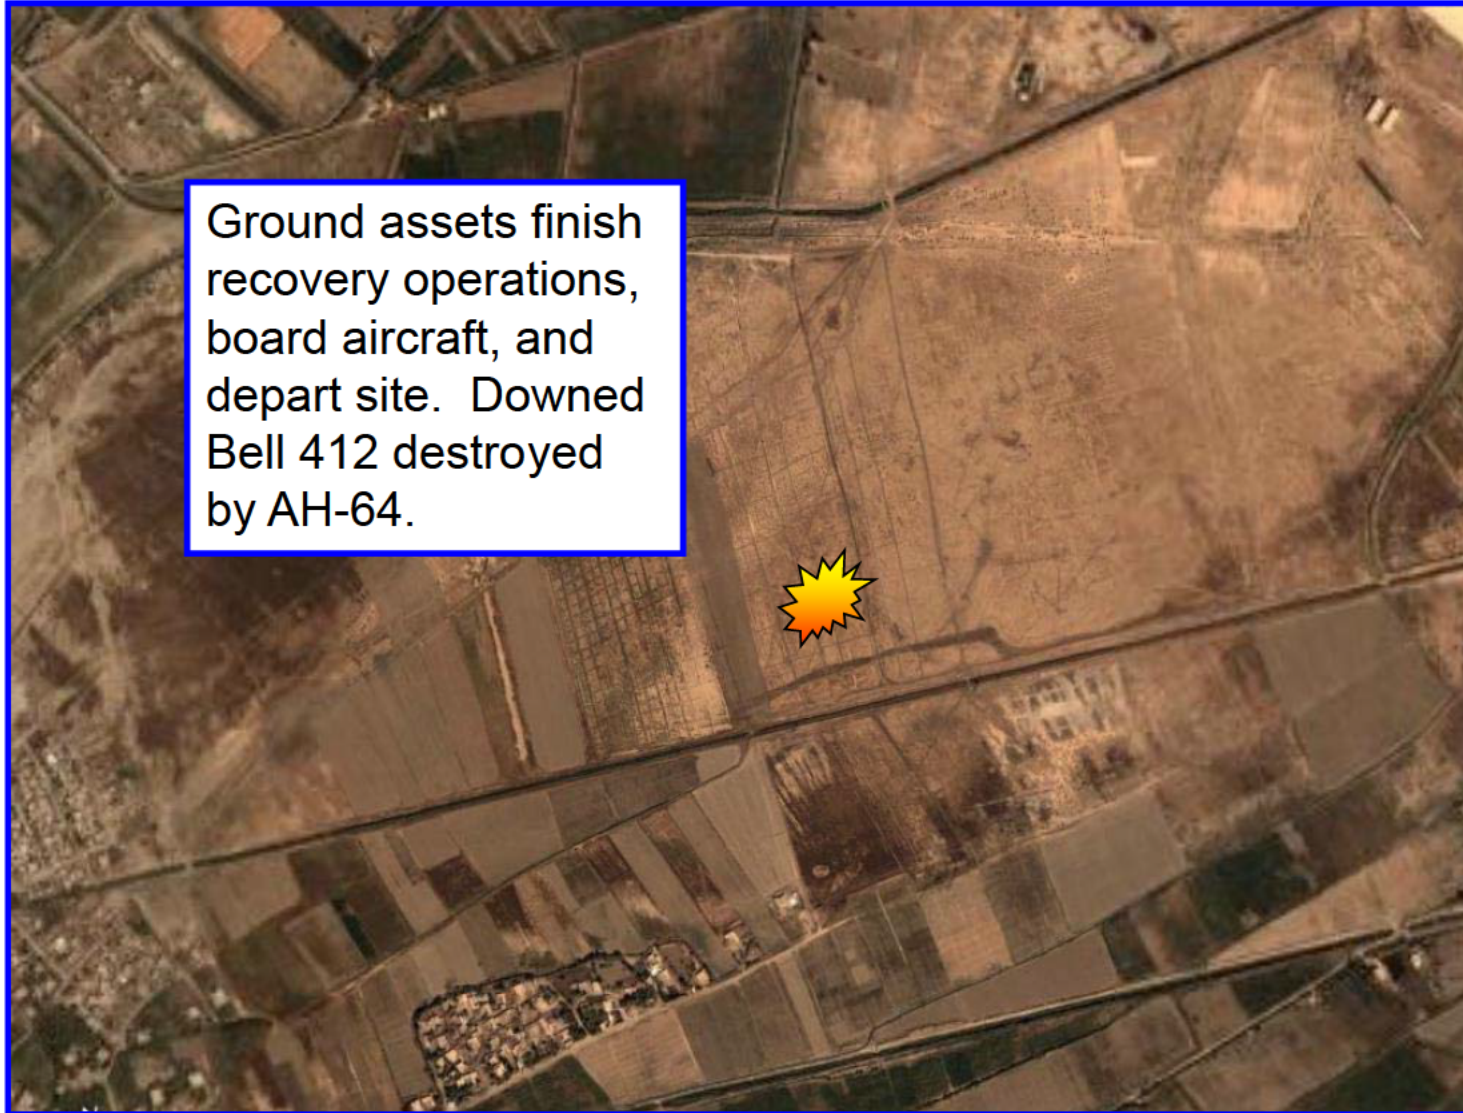 Ground assets finish
recovery operations,
board aircraft, and
depart site.  Downed
Bell 412 destroyed
by AH-64.